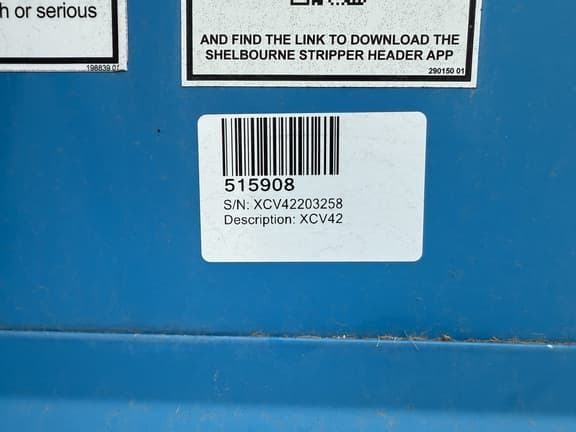 h or serious
198839 01
AND FIND THE LINK TO DOWNLOAD THE
SHELBOURNE STRIPPER HEADER APP
290150 01
515908
S/N: XCV42203258
Description: XCV42